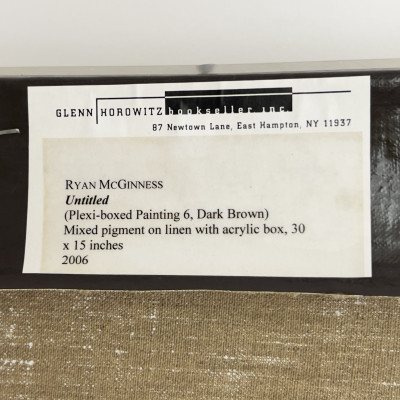 GLENN HOROWITZ bookseller inc.
87 Newtown Lane, East Hampton, NY 11937
RYAN MCGINNESS
Untitled
(Plexi-boxed Painting 6, Dark Brown)
Mixed pigment on linen with acrylic box, 30
x 15 inches
2006